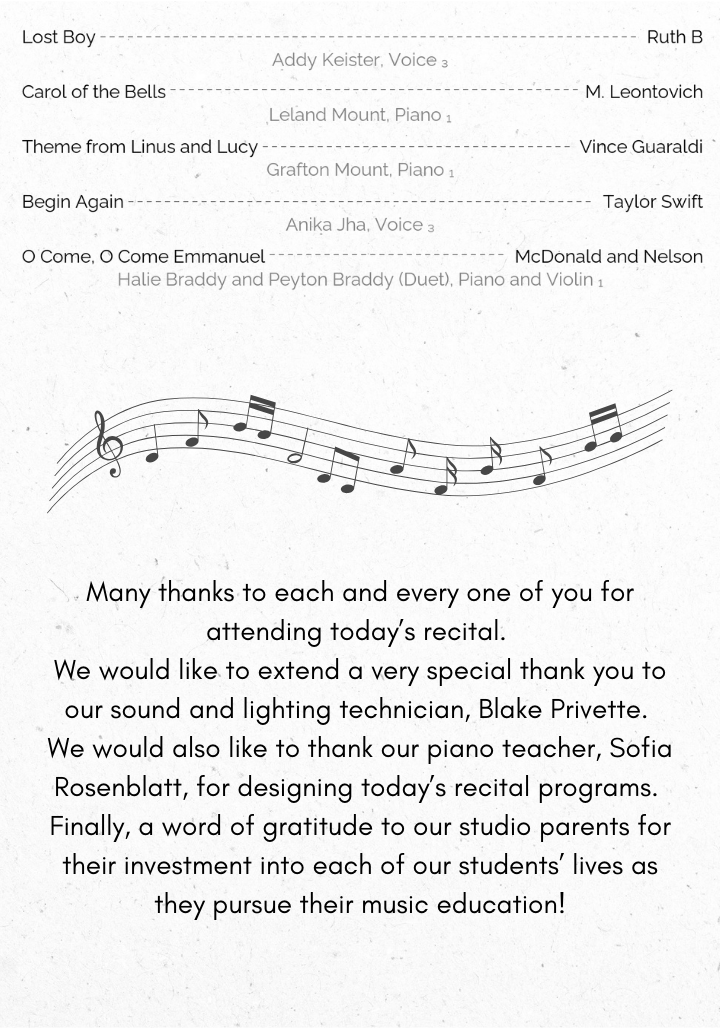 Lost Boy Ruth B
Addy Keister, Voice 3
Carol of the Bells M. Leontovich
Leland Mount, Piano 1
Theme from Linus and Lucy Vince Guaraldi
Grafton Mount, Piano 1
Begin Again Taylor Swift
Anika Jha, Voice 3
O Come, O Come Emmanuel McDonald and Nelson
Halie Braddy and Peyton Braddy (Duet), Piano and Violin 1
Many thanks to each and every one of you for
attending today's recital.
We would like to extend a very special thank you to
our sound and lighting technician, Blake Privette.
We would also like to thank our piano teacher, Sofia
Rosenblatt, for designing today's recital programs.
Finally, a word of gratitude to our studio parents for
their investment into each of our students' lives as
they pursue their music education!